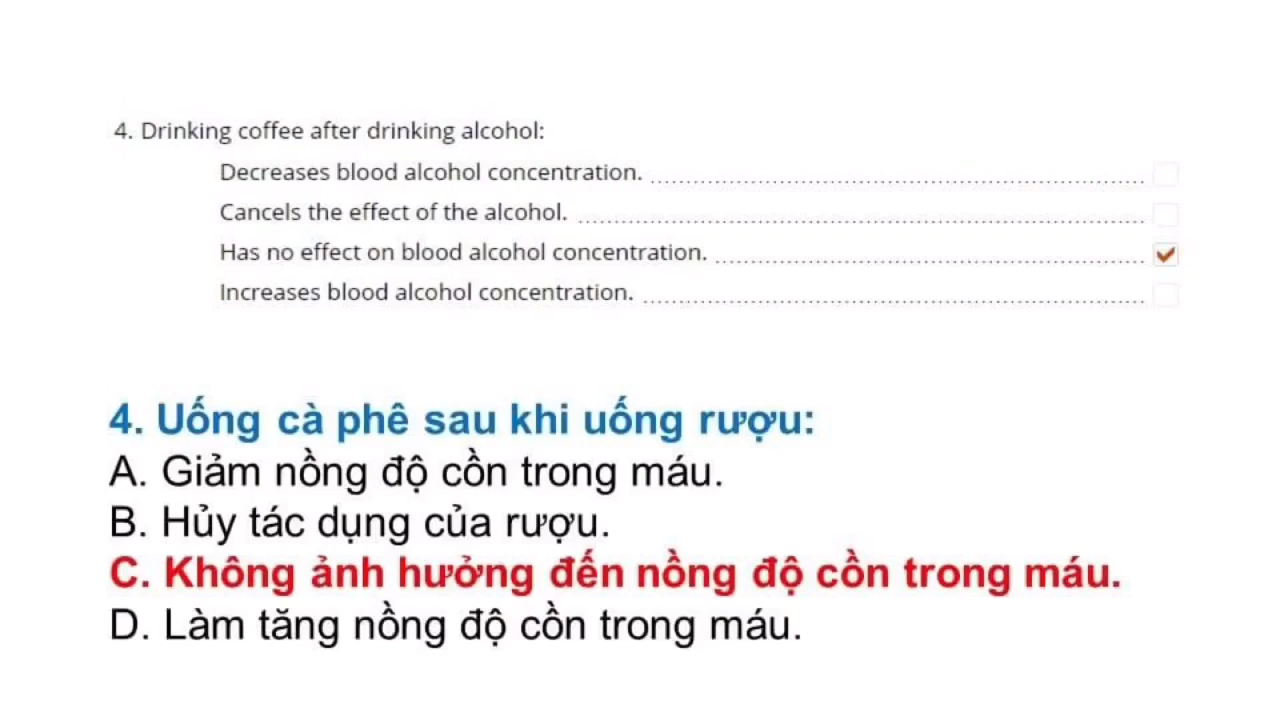 4. Drinking coffee after drinking alcohol:
Decreases blood alcohol concentration. ............................................................
Cancels the effect of the alcohol. ............................................................
Has no effect on blood alcohol concentration. ............................................................
Increases blood alcohol concentration. ............................................................
4. Uống cà phê sau khi uống rượu:
A. Giảm nồng độ cồn trong máu.
B. Hủy tác dụng của rượu.
C. Không ảnh hưởng đến nồng độ cồn trong máu.
D. Làm tăng nồng độ cồn trong máu.